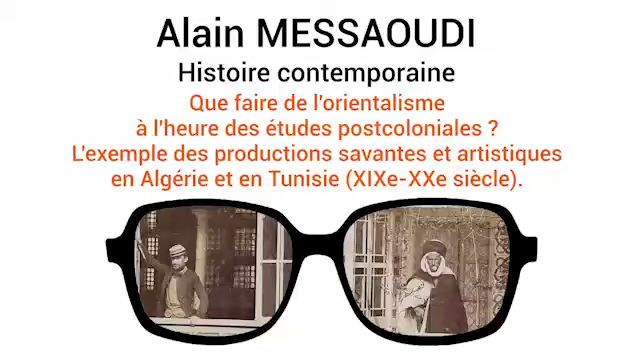 Alain MESSAOUDI
Histoire contemporaine
Que faire de l'orientalisme
à l'heure des études postcoloniales ?
L'exemple des productions savantes et artistiques
en Algérie et en Tunisie (XIXe-XXe siècle).